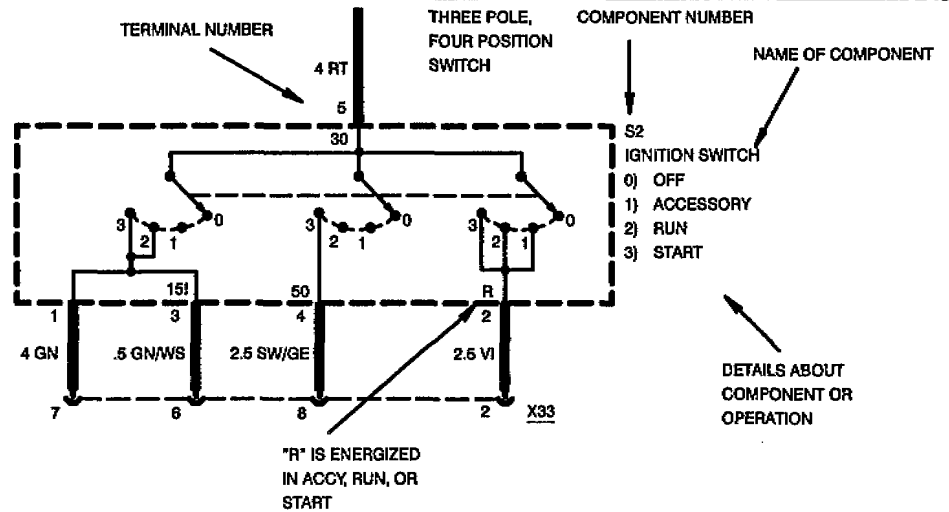 TERMINAL NUMBER
THREE POLE,
FOUR POSITION
SWITCH
COMPONENT NUMBER
NAME OF COMPONENT
4 RT
5
30
S2
IGNITION SWITCH
0) OFF
1) ACCESSORY
2) RUN
3) START
3 2 1 0
3 2 1 0
3 2 1 0
15I 50 R
1 3 4 2
4 GN .5 GN/WS 2.5 SW/GE 2.5 VI
7 6 8 2 X33
DETAILS ABOUT
COMPONENT OR
OPERATION
"R" IS ENERGIZED
IN ACCY, RUN, OR
START